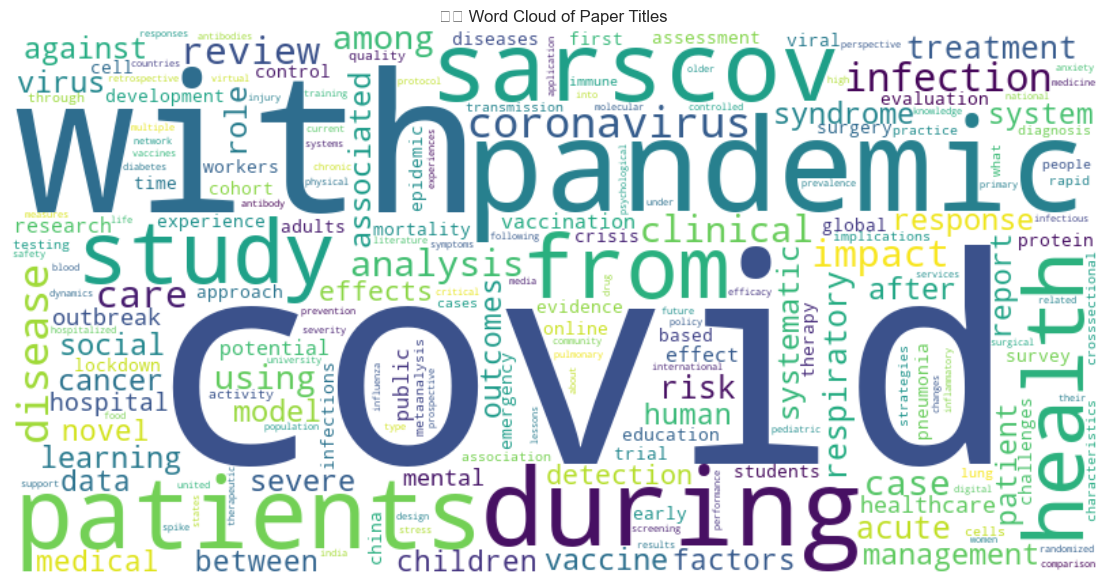 Word Cloud of Paper Titles
against
review
among
responses
antibodies
diseases
first
assessment
viral
perspective
treatment
virus
cell
countries
retrospective
virtual
control
quality
sarscov
application
immune
into
older
high
infection
anxiety
medicine
through
development
injury
training
protocol
transmission
molecular
controlled
syndrome
evaluation
knowledge
national
system
with
multiple
network
vaccines
diabetes
current
systems
chronic
physical
role
workers
time
cohort
antibody
associated
epidemic
experiences
coronavirus
surgery
practice
diagnosis
pandemic
psychological
prevalence
under
what
primary
people
rapid
measures
research
life
testing
safety
experience
adults
mortality
literature
symptoms
following
vaccination
crisis
clinical
global
implications
response
infectious
protein
study
blood
dynamics
approach
analysis
effects
cases
critical
from
media
drug
efficacy
impact
services
related
disease
care
outbreak
hospitalized
prevention
severity
outcomes
evidence
online
community
future
policy
pulmonary
international
based
effect
systematic
therapy
respiratory
after
report
surgical
survey
crosssectional
health
social
lockdown
potential
university
cancer
using
activity
hospital
model
population
food
type
novel
infections
influenza
public
metaanalysis
prospective
covid
emergency
about
lessons
risk
human
education
trial
association
pediatric
strategies
pneumonia
changes
inflammatory
patient
challenges
their
characteristics
learning
data
support
united
states
spike
therapeutic
severe
mental
detection
students
case
lung
digital
healthcare
patients
during
china
design
stress
results
early
screening
performance
acute
cells
women
randomized
medical
between
india
children
vaccine
factors
management
comparison